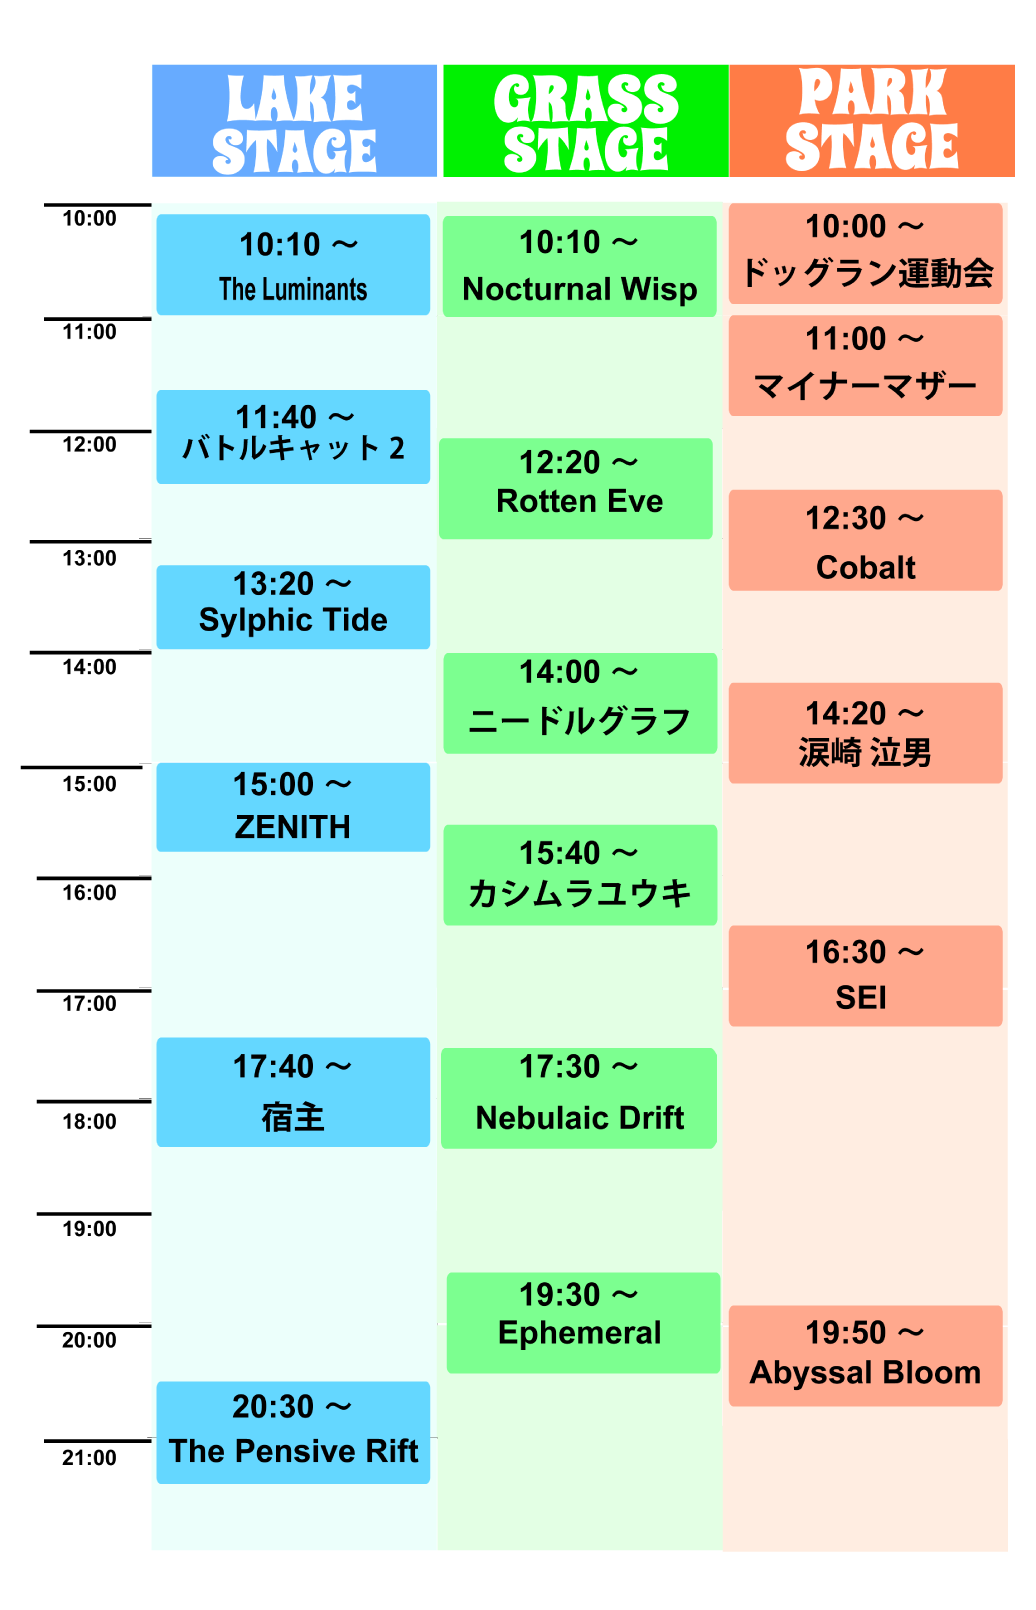 LAKE
STAGE
GRASS
STAGE
PARK
STAGE
10:00
11:00
12:00
13:00
14:00
15:00
16:00
17:00
18:00
19:00
20:00
21:00
10:10 ～
The Luminants
11:40 ～
バトルキャット 2
13:20 ～
Sylphic Tide
15:00 ～
ZENITH
17:40 ～
宿主
20:30 ～
The Pensive Rift
10:10 ～
Nocturnal Wisp
12:20 ～
Rotten Eve
14:00 ～
ニードルグラフ
15:40 ～
カシムラユウキ
17:30 ～
Nebulaic Drift
19:30 ～
Ephemeral
10:00 ～
ドッグラン運動会
11:00 ～
マイナーマザー
12:30 ～
Cobalt
14:20 ～
涙崎 泣男
16:30 ～
SEI
19:50 ～
Abyssal Bloom